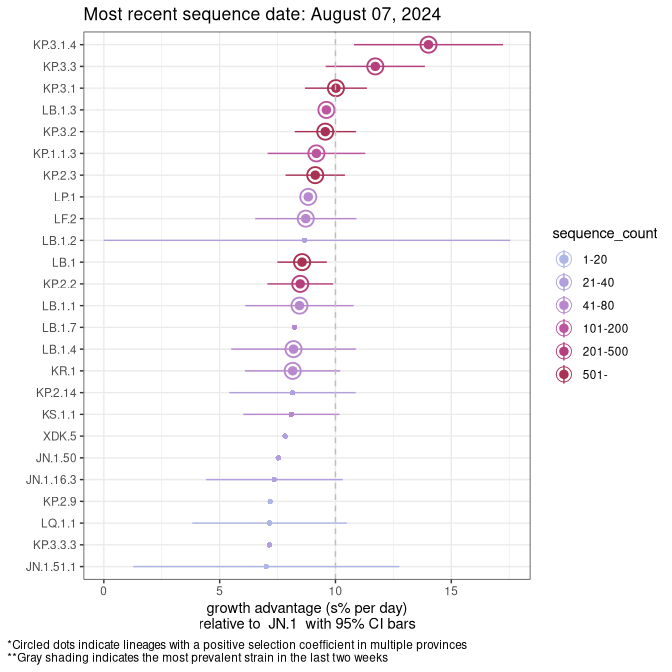 Most recent sequence date: August 07, 2024
KP.3.1.4
KP.3.3
KP.3.1
LB.1.3
KP.3.2
KP.1.1.3
KP.2.3
LP.1
LF.2
LB.1.2
LB.1
KP.2.2
LB.1.1
LB.1.7
LB.1.4
KR.1
KP.2.14
KS.1.1
XDK.5
JN.1.50
JN.1.16.3
KP.2.9
LQ.1.1
KP.3.3.3
JN.1.51.1
0 5 10 15
growth advantage (s% per day)
relative to JN.1 with 95% CI bars
sequence_count
1-20
21-40
41-80
101-200
201-500
501-
*Circled dots indicate lineages with a positive selection coefficient in multiple provinces
**Gray shading indicates the most prevalent strain in the last two weeks